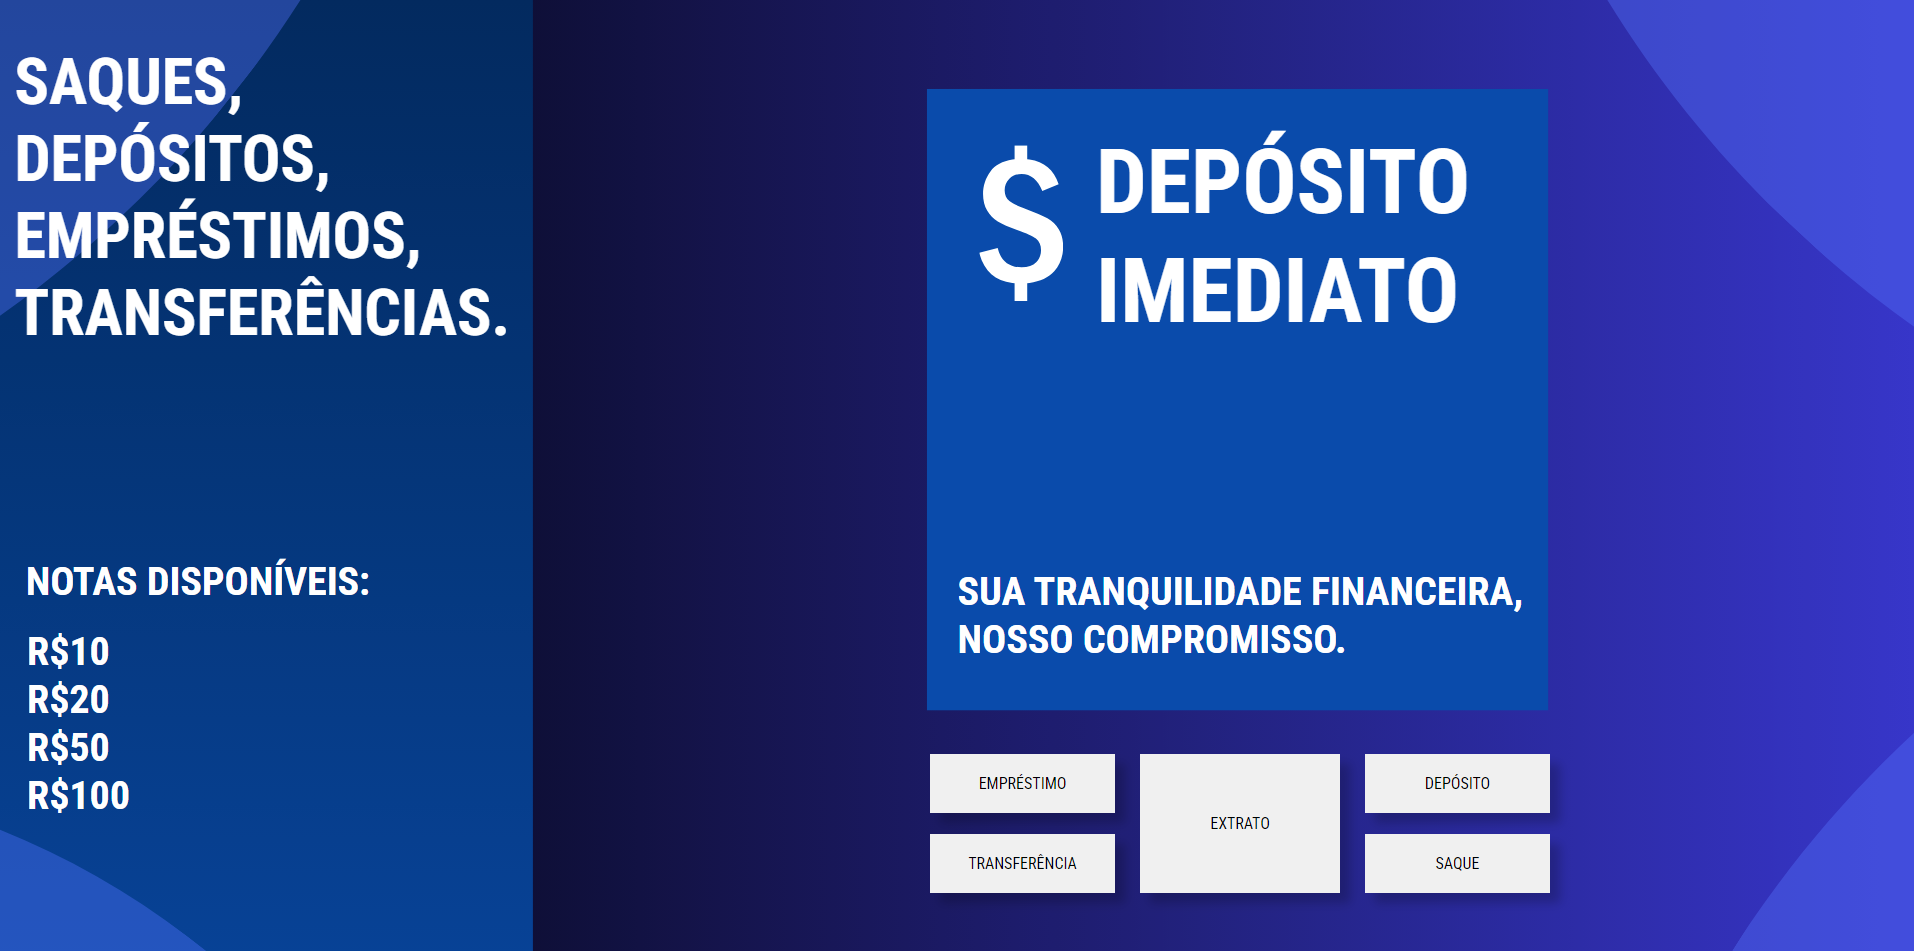 SAQUES,
DEPÓSITOS,
EMPRÉSTIMOS,
TRANSFERÊNCIAS.
NOTAS DISPONÍVEIS:
R$10
R$20
R$50
R$100
$
DEPÓSITO
IMEDIATO
SUA TRANQUILIDADE FINANCEIRA,
NOSSO COMPROMISSO.
EMPRÉSTIMO
TRANSFERÊNCIA
EXTRATO
DEPÓSITO
SAQUE